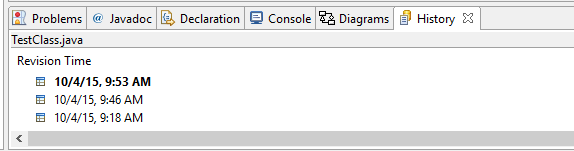 Problems @ Javadoc Declaration Console Diagrams History
TestClass.java
Revision Time
10/4/15, 9:53 AM
10/4/15, 9:46 AM
10/4/15, 9:18 AM